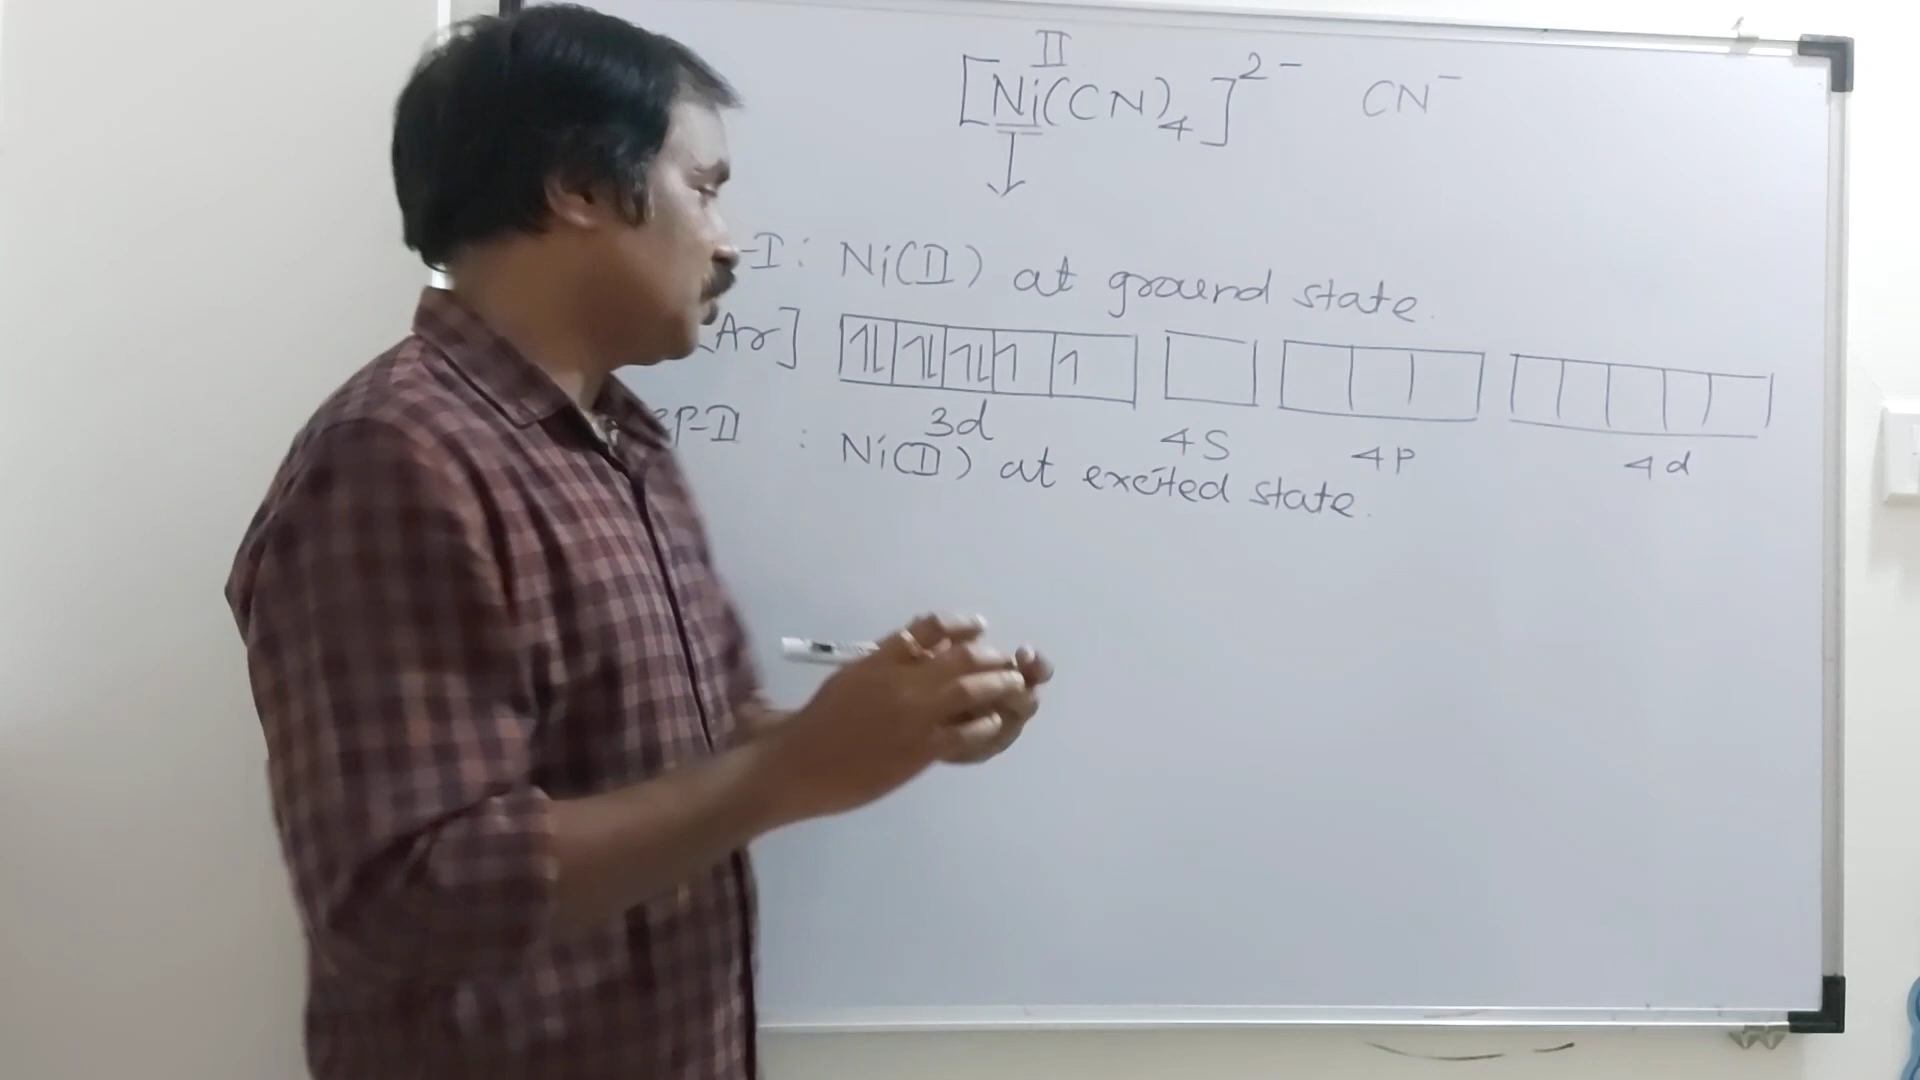 [Ni(CN)₄]²⁻ CN⁻
II
-I: Ni(II) at ground state.
[Ar] ↿⇂ ↿⇂ ↿⇂ ↿ ↿
3d 4S 4p 4d
ep-II : Ni(II) at excited state.